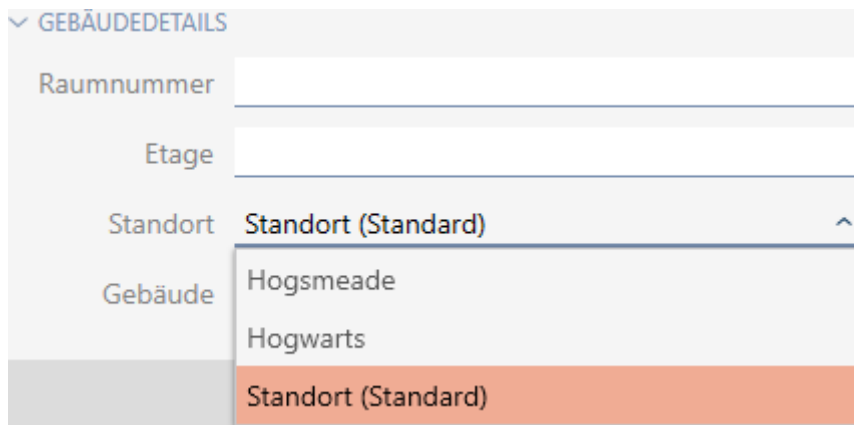 GEBÄUDEDETAILS
Raumnummer
Etage
Standort Standort (Standard)
Gebäude
Hogsmeade
Hogwarts
Standort (Standard)